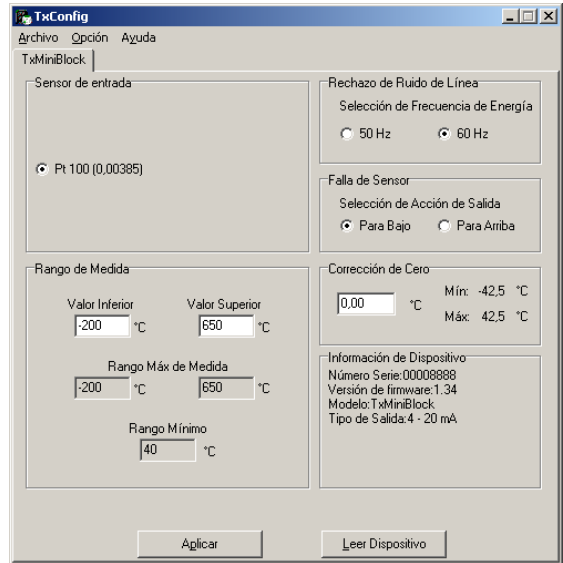 TxConfig
Archivo Opción Ayuda
TxMiniBlock
Sensor de entrada
Pt 100 (0,00385)
Rechazo de Ruido de Línea
Selección de Frecuencia de Energía
50 Hz 60 Hz
Falla de Sensor
Selección de Acción de Salida
Para Bajo Para Arriba
Rango de Medida
Valor Inferior Valor Superior
-200 °C 650 °C
Rango Máx de Medida
-200 °C 650 °C
Rango Mínimo
40 °C
Corrección de Cero
0,00 °C
Mín: -42,5 °C
Máx: 42,5 °C
Información de Dispositivo
Número Serie:00008888
Versión de firmware:1.34
Modelo:TxMiniBlock
Tipo de Salida:4 - 20 mA
Aplicar Leer Dispositivo